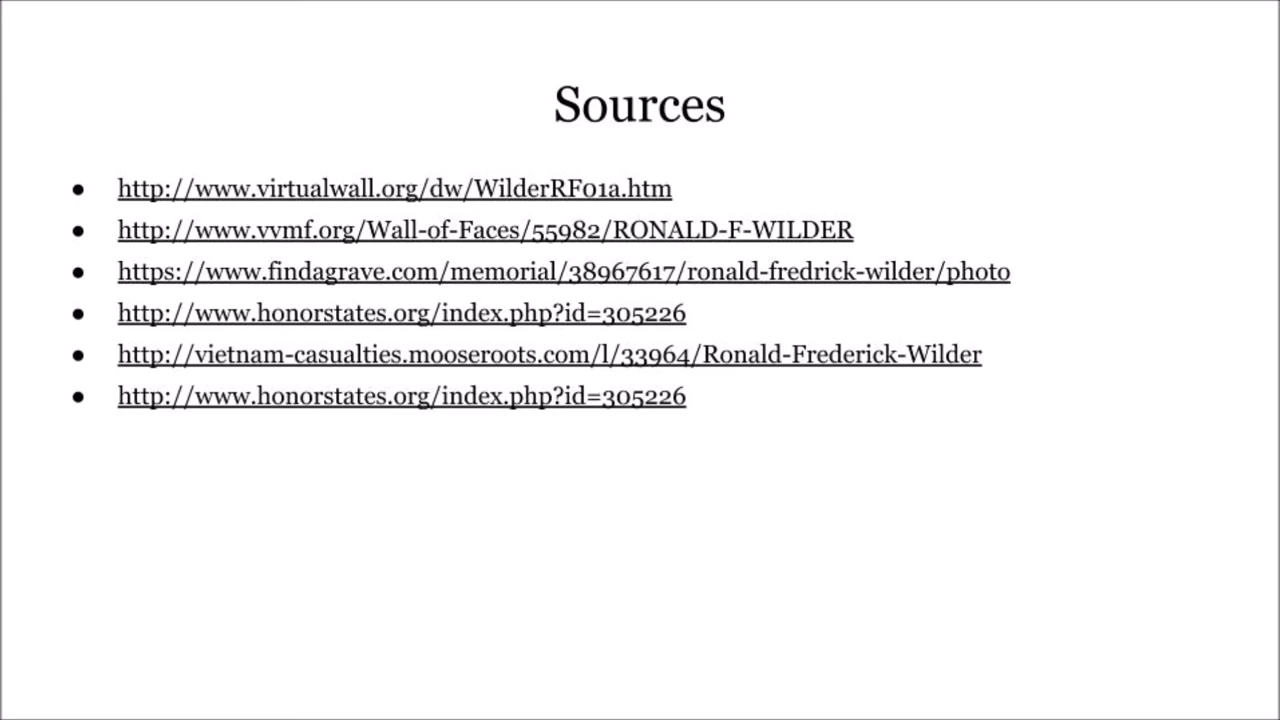 Sources
● http://www.virtualwall.org/dw/WilderRF01a.htm
● http://www.vvmf.org/Wall-of-Faces/55982/RONALD-F-WILDER
● https://www.findagrave.com/memorial/38967617/ronald-fredrick-wilder/photo
● http://www.honorstates.org/index.php?id=305226
● http://vietnam-casualties.mooseroots.com/l/33964/Ronald-Frederick-Wilder
● http://www.honorstates.org/index.php?id=305226